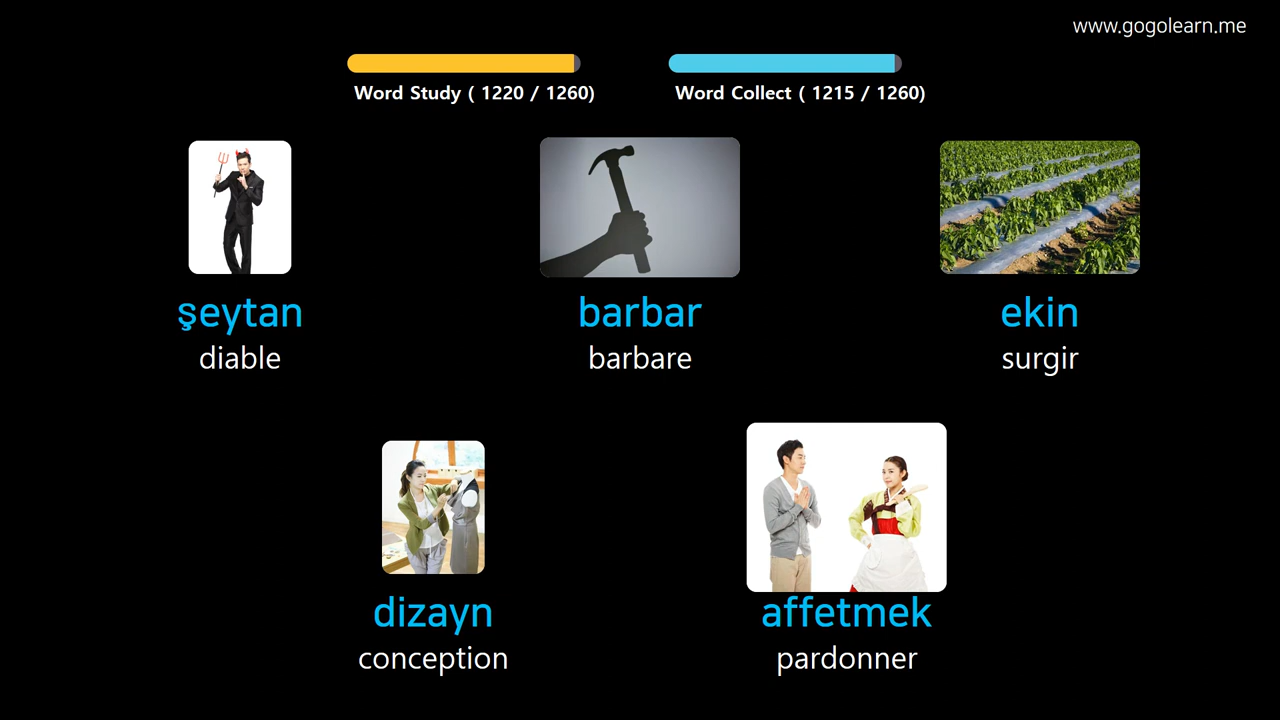 www.gogolearn.me
Word Study ( 1220 / 1260)
Word Collect ( 1215 / 1260)
şeytan
diable
barbar
barbare
ekin
surgir
dizayn
conception
affetmek
pardonner